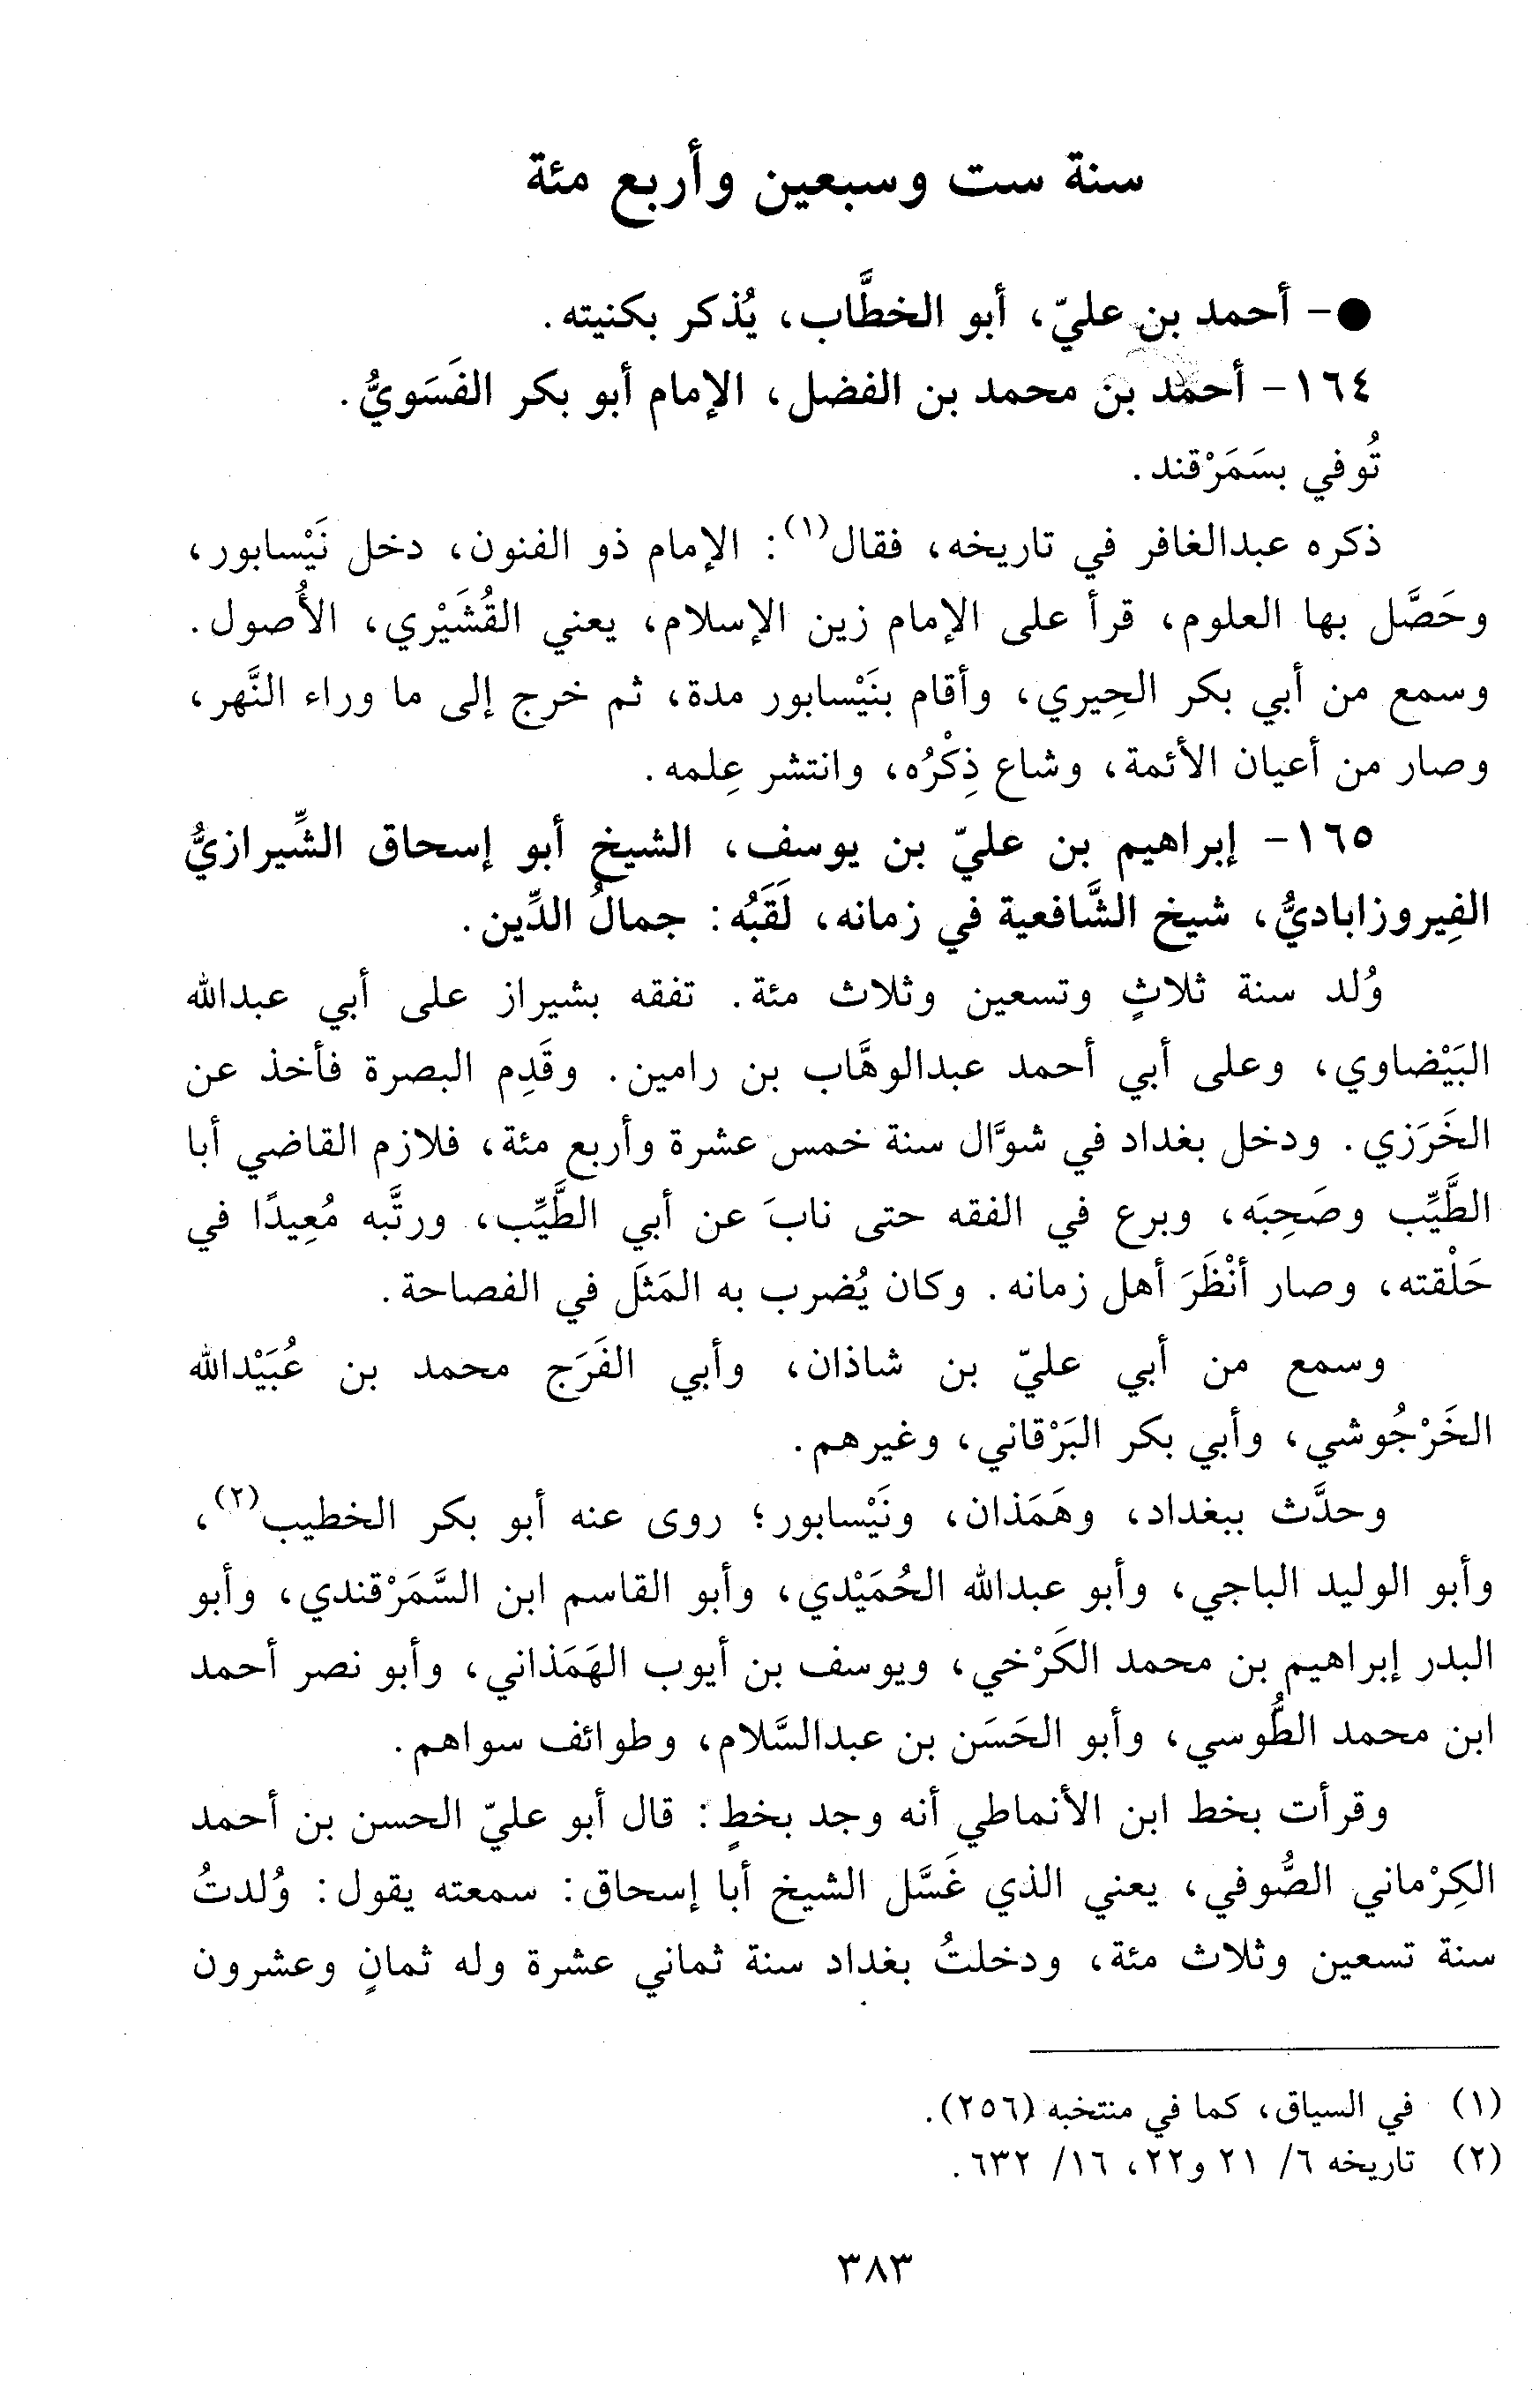 سنة ست وسبعين وأربع مئة
●- أحمد بن عليّ، أبو الخطَّاب، يُذكر بكنيته.
١٦٤- أحمد بن محمد بن الفضل، الإمام أبو بكر الفَسَويُّ.
تُوفي بسَمَرْقند.
ذكره عبدالغافر في تاريخه، فقال(١): الإمام ذو الفنون، دخل نَيْسابور،
وحَصَّل بها العلوم، قرأ على الإمام زين الإسلام، يعني القُشَيْري، الأُصول.
وسمع من أبي بكر الحِيري، وأقام بنَيْسابور مدة، ثم خرج إلى ما وراء النَّهر،
وصار من أعيان الأئمة، وشاع ذِكْرُه، وانتشر عِلمه.
١٦٥- إبراهيم بن عليّ بن يوسف، الشيخ أبو إسحاق الشِّيرازيُّ
الفِيروزاباديُّ، شيخ الشَّافعية في زمانه، لَقَبُه: جمالُ الدِّين.
وُلد سنة ثلاثٍ وتسعين وثلاث مئة. تفقه بشيراز على أبي عبدالله
البَيْضاوي، وعلى أبي أحمد عبدالوهَّاب بن رامين. وقَدِم البصرة فأخذ عن
الخَرَزي. ودخل بغداد في شوَّال سنة خمس عشرة وأربع مئة، فلازم القاضي أبا
الطَّيِّب وصَحِبَه، وبرع في الفقه حتى نابَ عن أبي الطَّيِّب، ورتَّبه مُعِيدًا في
حَلْقته، وصار أنْظَرَ أهل زمانه. وكان يُضرب به المَثَل في الفصاحة.
وسمع من أبي عليّ بن شاذان، وأبي الفَرَج محمد بن عُبَيْدالله
الخَرْجُوشي، وأبي بكر البَرْقاني، وغيرهم.
وحدَّث ببغداد، وهَمَذان، ونَيْسابور؛ روى عنه أبو بكر الخطيب(٢)،
وأبو الوليد الباجي، وأبو عبدالله الحُمَيْدي، وأبو القاسم ابن السَّمَرْقندي، وأبو
البدر إبراهيم بن محمد الكَرْخي، ويوسف بن أيوب الهَمَذاني، وأبو نصر أحمد
ابن محمد الطُّوسي، وأبو الحَسَن بن عبدالسَّلام، وطوائف سواهم.
وقرأت بخط ابن الأنماطي أنه وجد بخطٍ: قال أبو عليّ الحسن بن أحمد
الكِرْماني الصُّوفي، يعني الذي غَسَّل الشيخ أبا إسحاق: سمعته يقول: وُلدتُ
سنة تسعين وثلاث مئة، ودخلتُ بغداد سنة ثماني عشرة وله ثمانٍ وعشرون
(١) في السياق، كما في منتخبه (٢٥٦).
(٢) تاريخه ٦/ ٢١ و٢٢، ١٦/ ٦٣٢.
٣٨٣